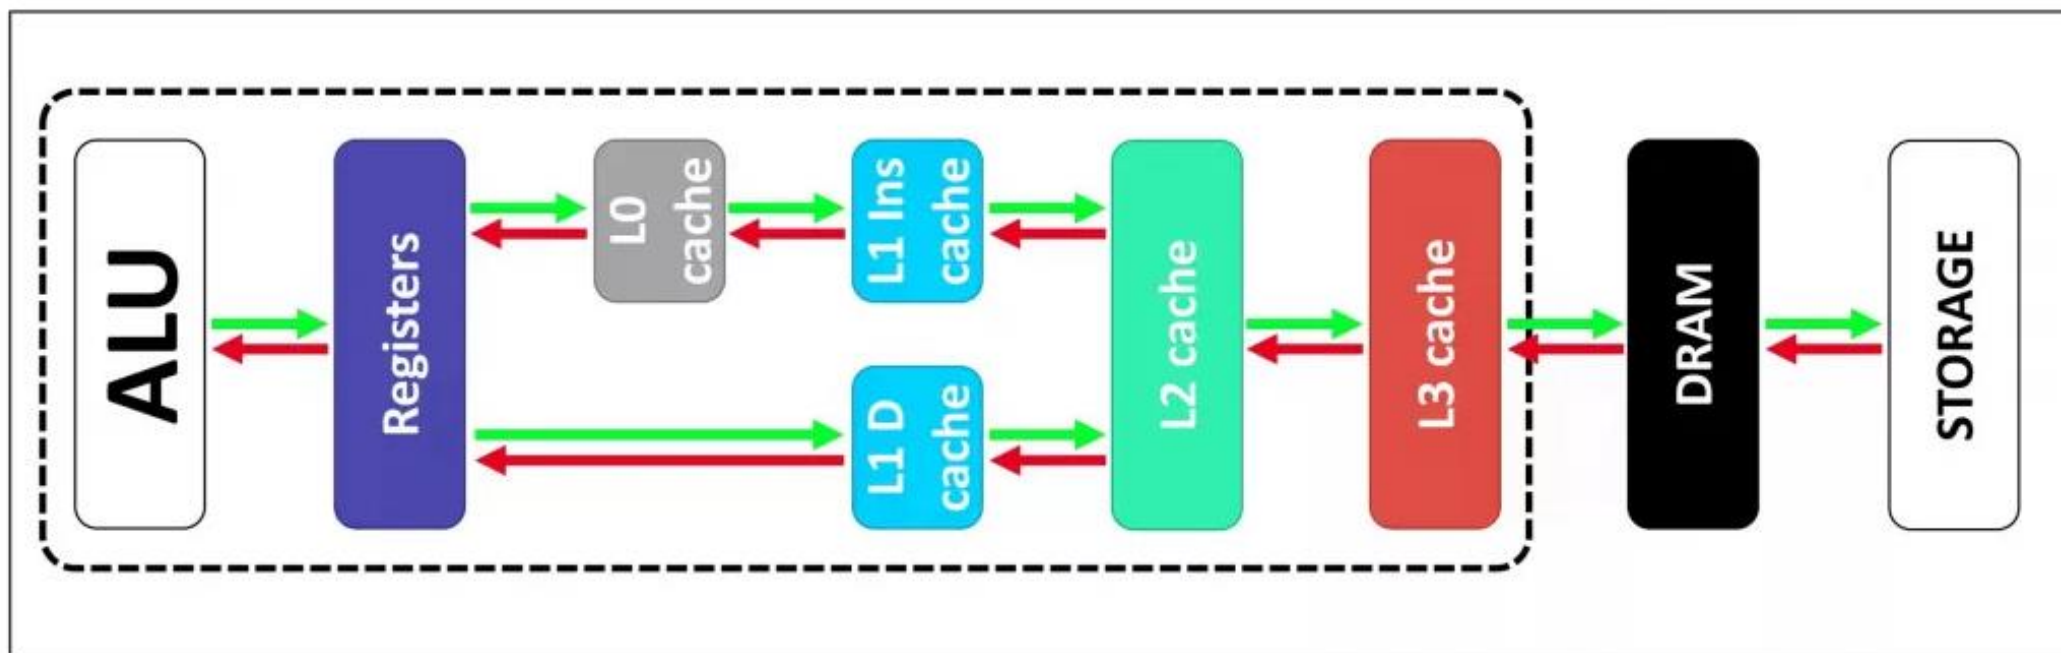 ALU
Registers
L0
cache
L1 Ins
cache
L1 D
cache
L2 cache
L3 cache
DRAM
STORAGE